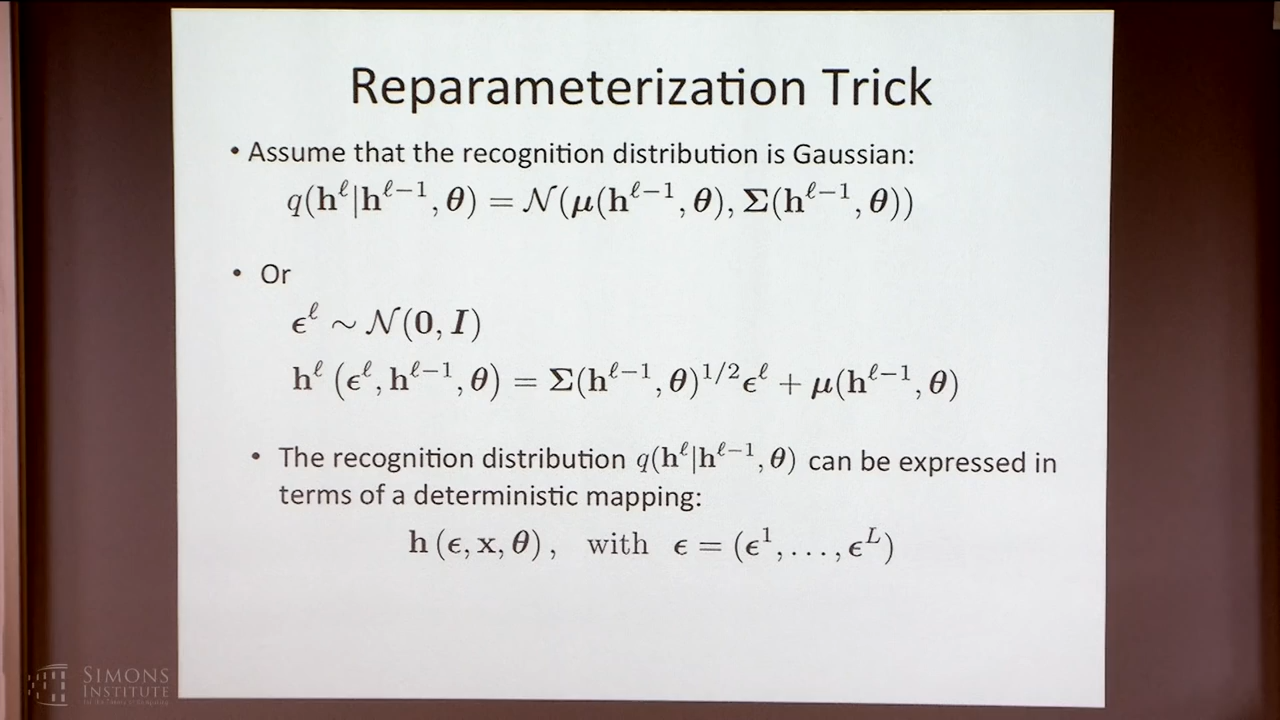 Reparameterization Trick
• Assume that the recognition distribution is Gaussian:
q(h^ℓ|h^{ℓ−1}, θ) = N(μ(h^{ℓ−1}, θ), Σ(h^{ℓ−1}, θ))
• Or
ϵ^ℓ ∼ N(0, I)
h^ℓ (ϵ^ℓ, h^{ℓ−1}, θ) = Σ(h^{ℓ−1}, θ)^{1/2}ϵ^ℓ + μ(h^{ℓ−1}, θ)
• The recognition distribution q(h^ℓ|h^{ℓ−1}, θ) can be expressed in
terms of a deterministic mapping:
h (ϵ, x, θ), with ϵ = (ϵ^1, . . . , ϵ^L)
SIMONS
INSTITUTE